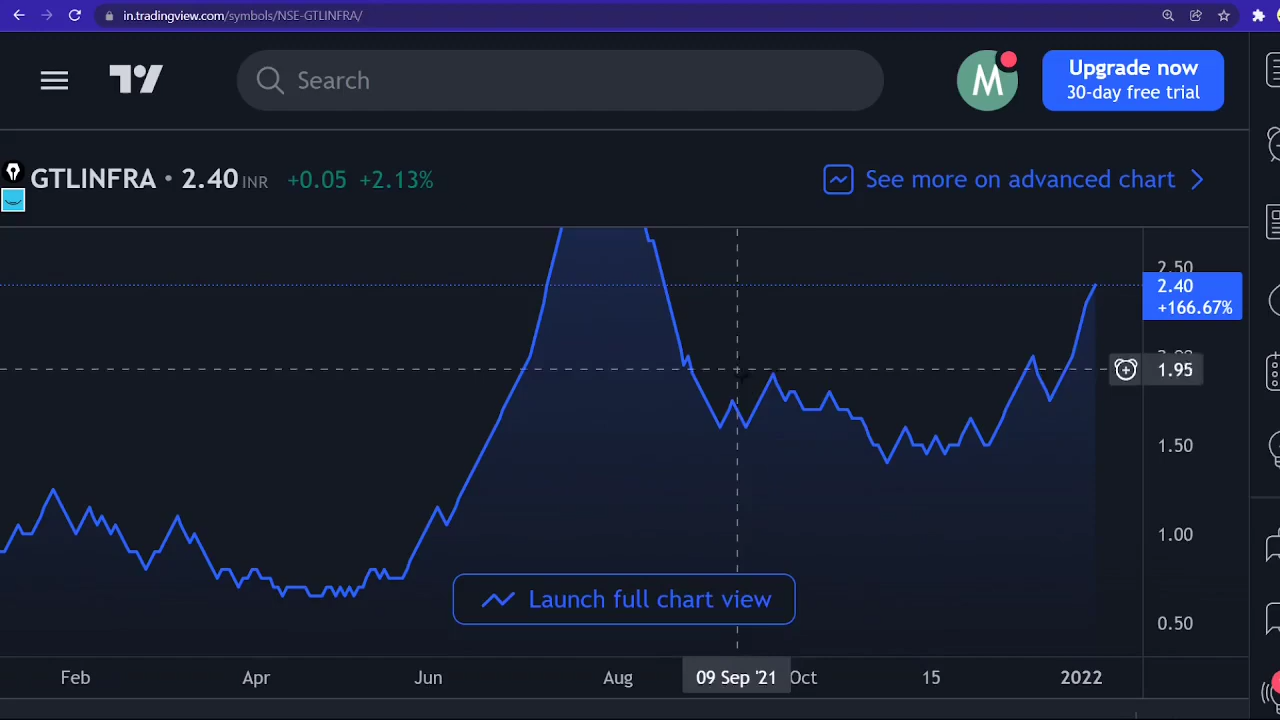 in.tradingview.com/symbols/NSE-GTLINFRA/
Search
M
Upgrade now
30-day free trial
GTLINFRA • 2.40 INR +0.05 +2.13%
See more on advanced chart
2.50
2.40
+166.67%
1.95
1.50
1.00
0.50
Launch full chart view
Feb Apr Jun Aug 09 Sep '21 Oct 15 2022